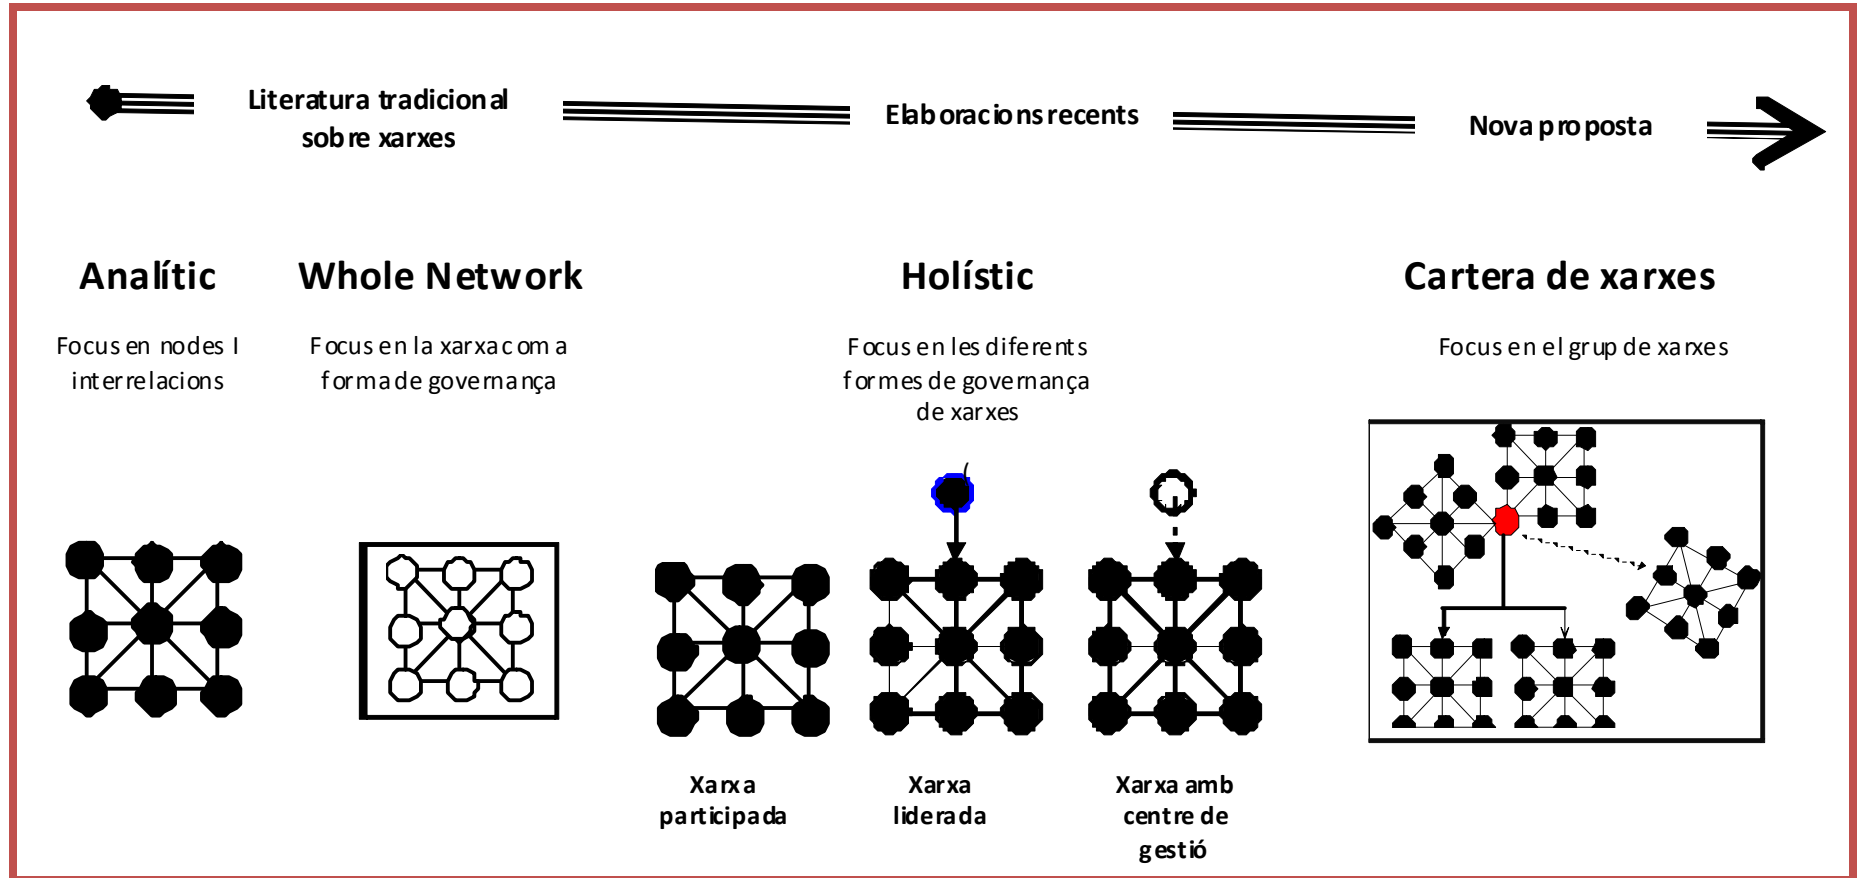 Literatura tradicional
sobre xarxes
Elaboracions recents
Nova proposta
Analític
Focus en nodes I
interrelacions
Whole Network
Focus en la xarxa com a
forma de governança
Holístic
Focus en les diferents
formes de governança
de xarxes
Cartera de xarxes
Focus en el grup de xarxes
Xarxa
participada
Xarxa
liderada
Xarxa amb
centre de
gestió